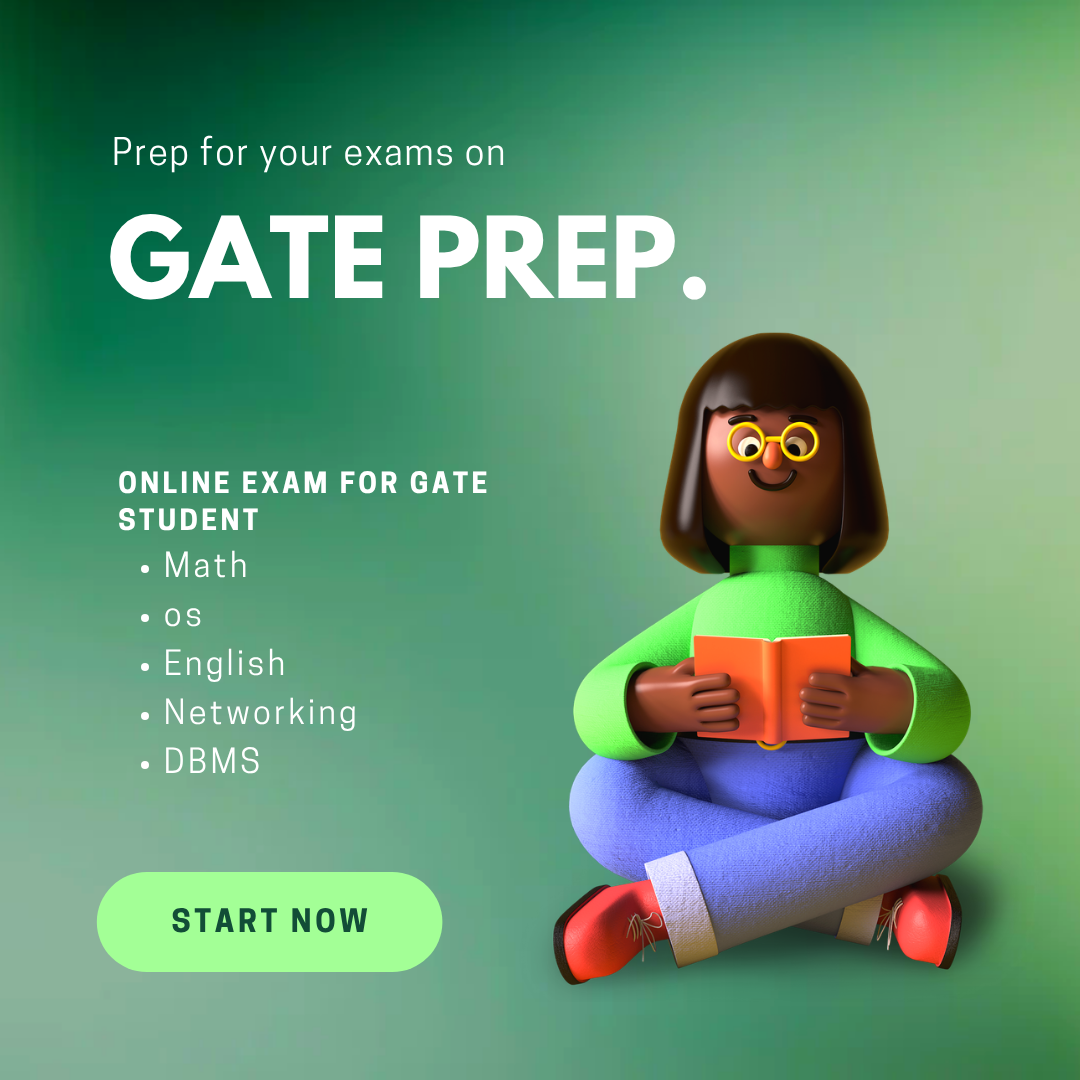 Prep for your exams on
GATE PREP.
ONLINE EXAM FOR GATE
STUDENT
• Math
• os
• English
• Networking
• DBMS
START NOW